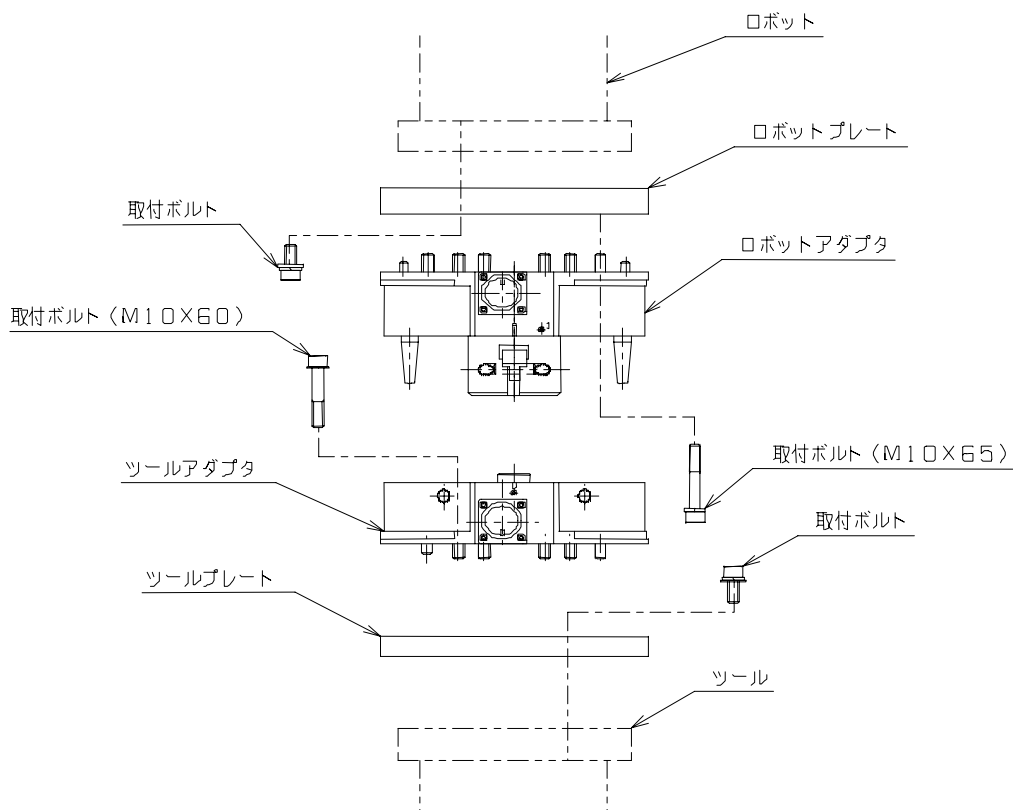 ロボット
ロボットプレート
取付ボルト
ロボットアダプタ
取付ボルト（M10X60）
ツールアダプタ
取付ボルト（M10X65）
取付ボルト
ツールプレート
ツール